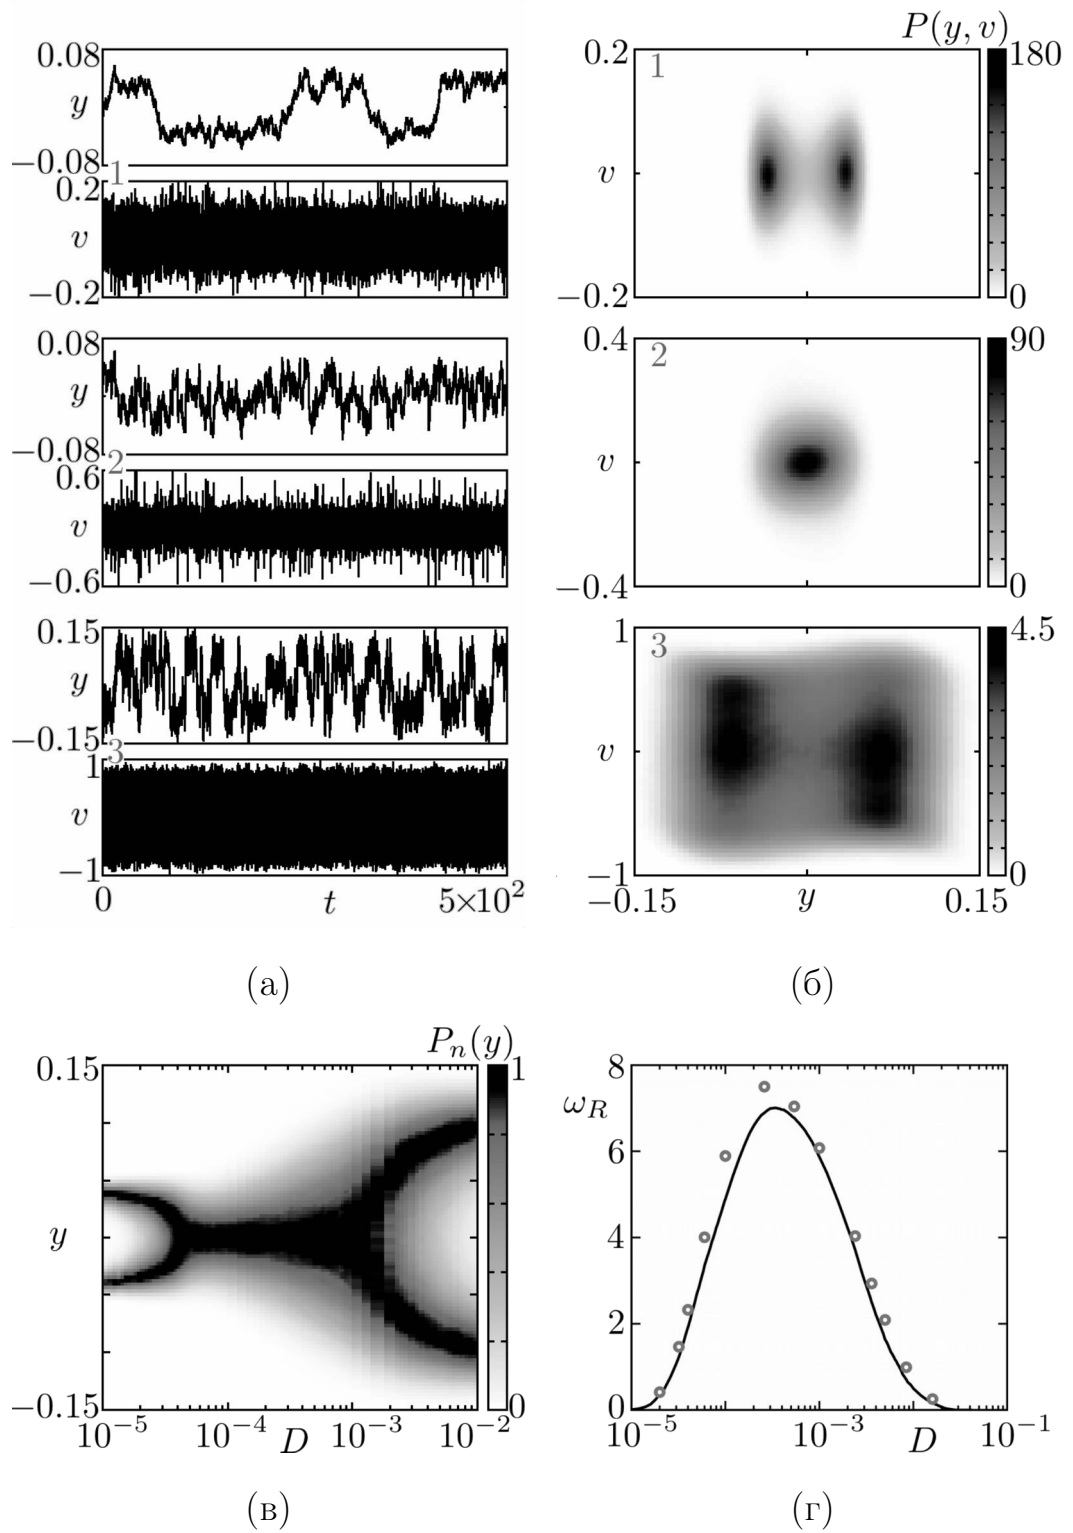 0.08
y
−0.08
1
0.2
v
−0.2
0.08
y
−0.08
2
0.6
v
−0.6
0.15
y
−0.15
3
1
v
−1
0
t
5×10²
(а)
P(y, v)
0.2
1
v
−0.2
180
0
0.4
2
v
−0.4
90
0
1
3
v
−1
4.5
0
−0.15
y
0.15
(б)
Pₙ(y)
0.15
y
−0.15
1
0
10⁻⁵
10⁻⁴
D
10⁻³
10⁻²
(в)
8
ω_R
6
4
2
0
10⁻⁵
10⁻³
D
10⁻¹
(г)